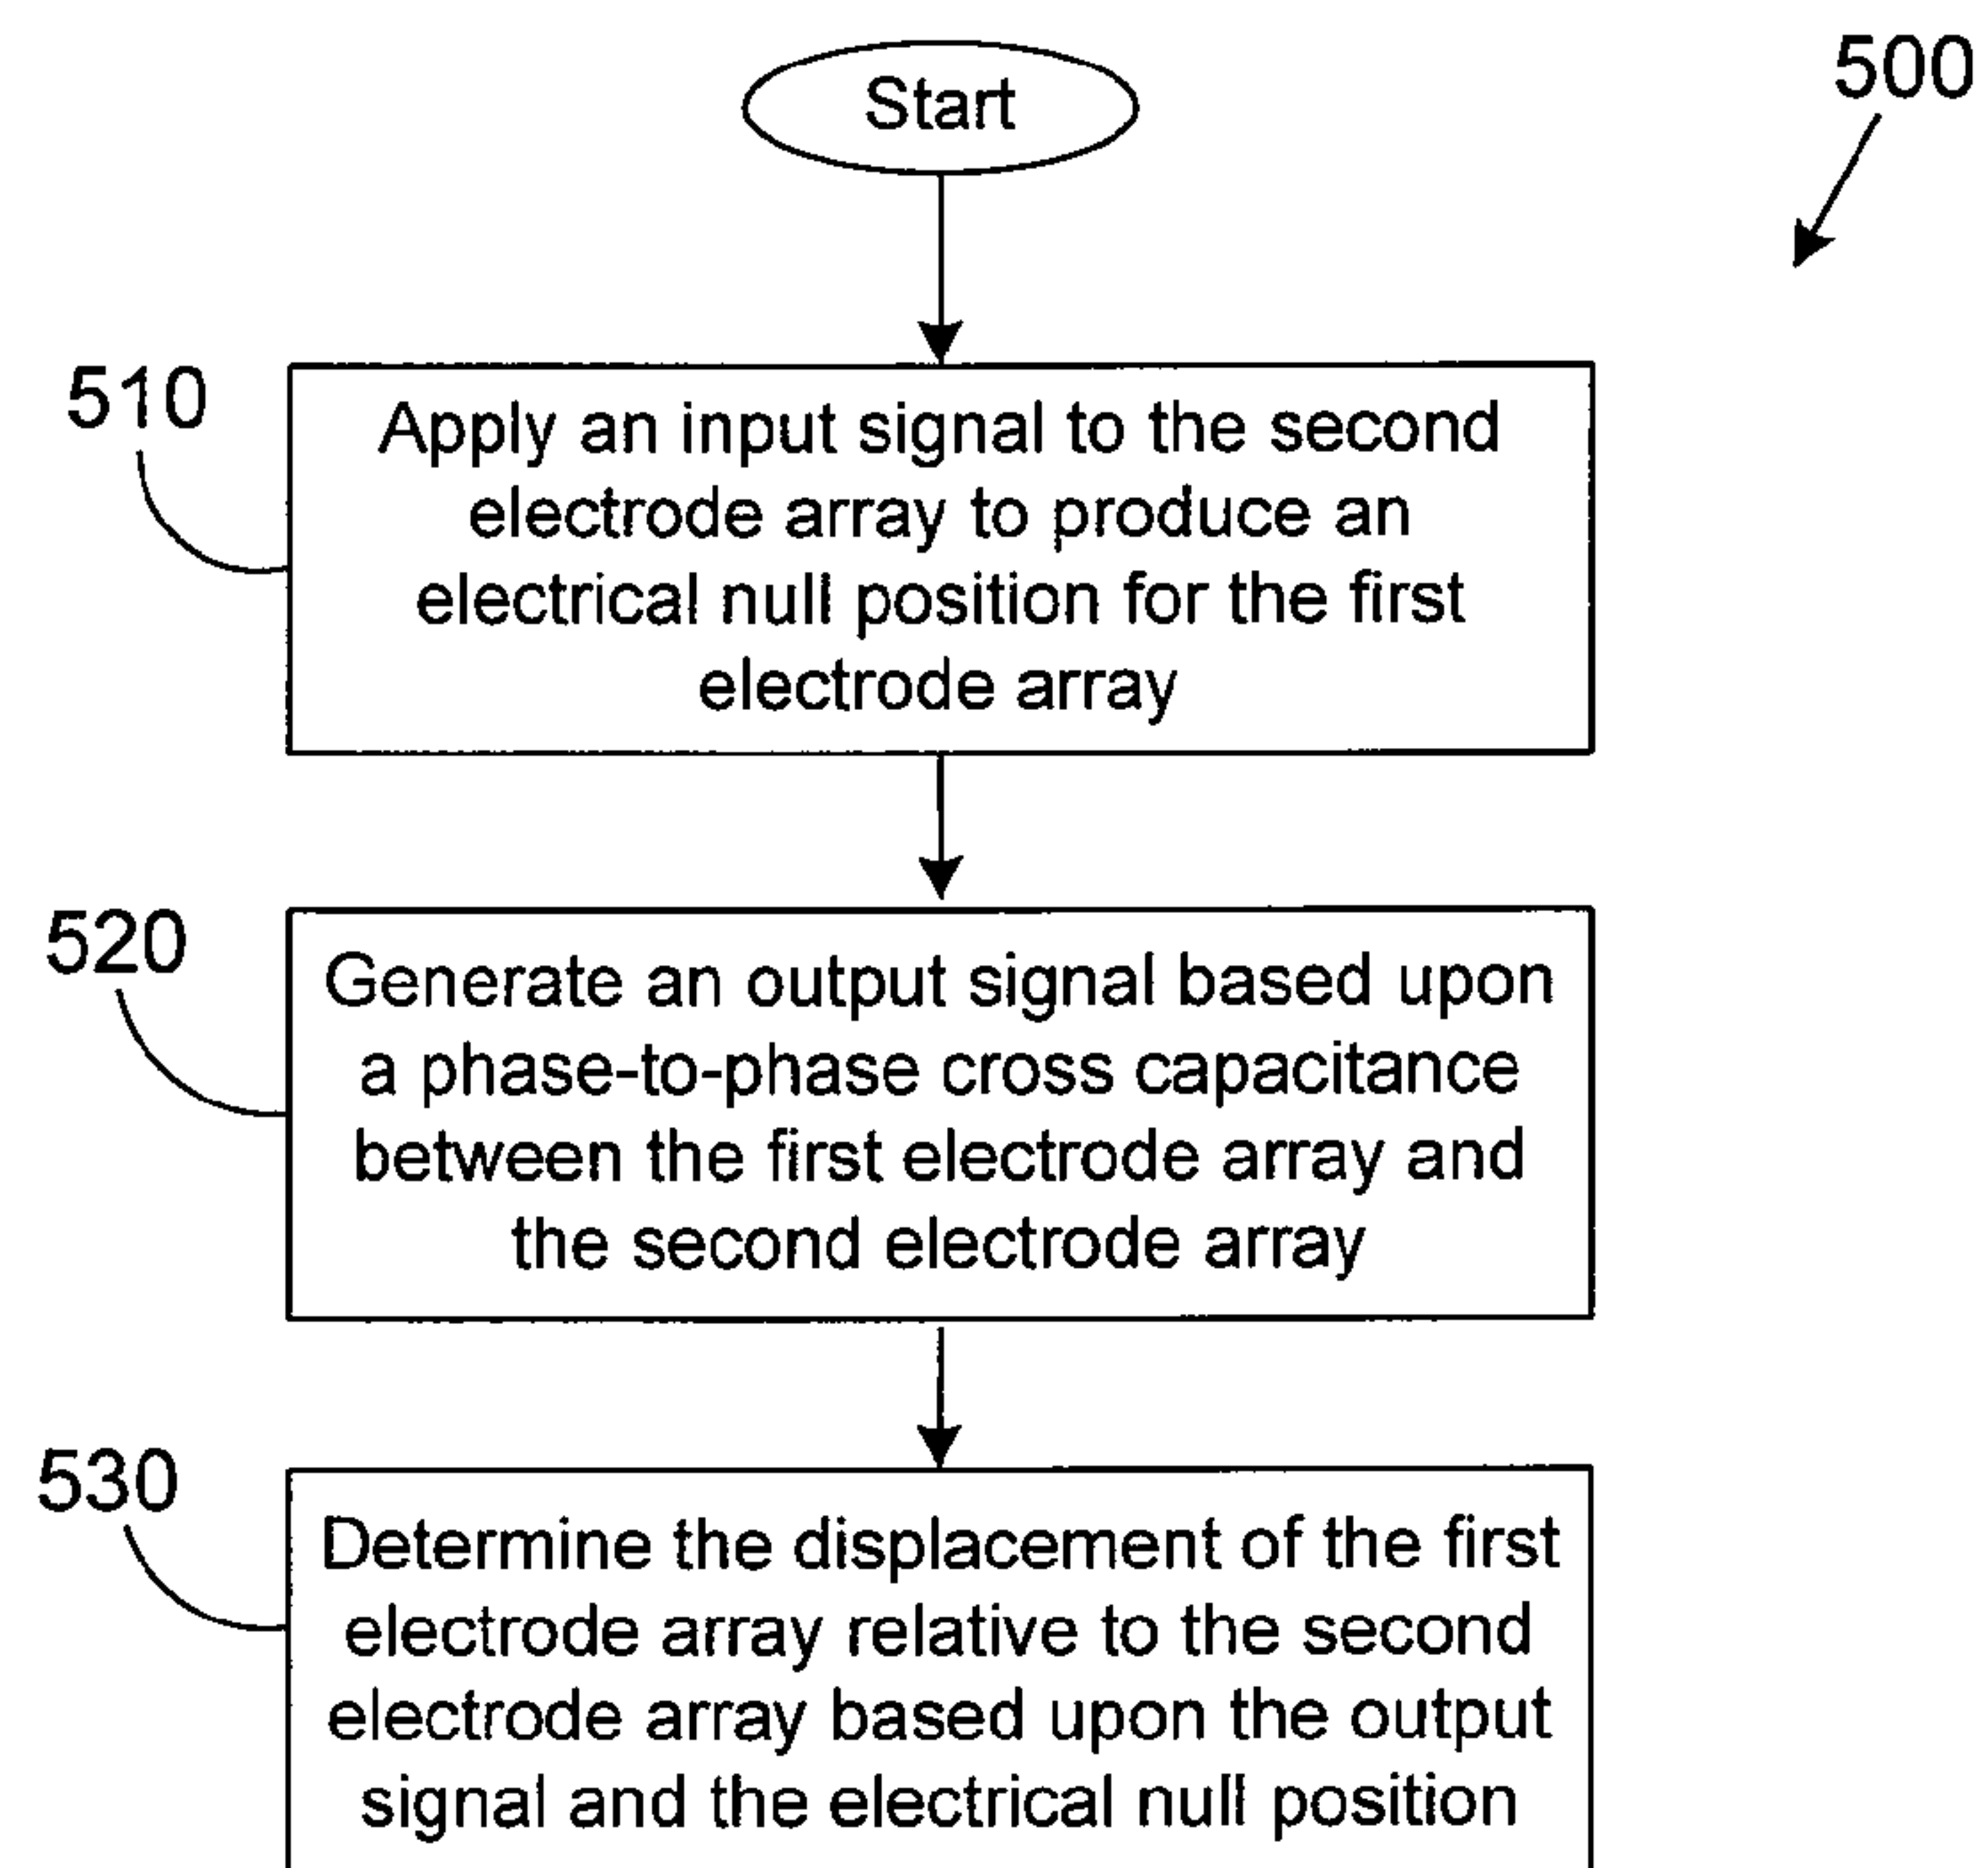 Start
500
510
Apply an input signal to the second
electrode array to produce an
electrical null position for the first
electrode array
520
Generate an output signal based upon
a phase-to-phase cross capacitance
between the first electrode array and
the second electrode array
530
Determine the displacement of the first
electrode array relative to the second
electrode array based upon the output
signal and the electrical null position